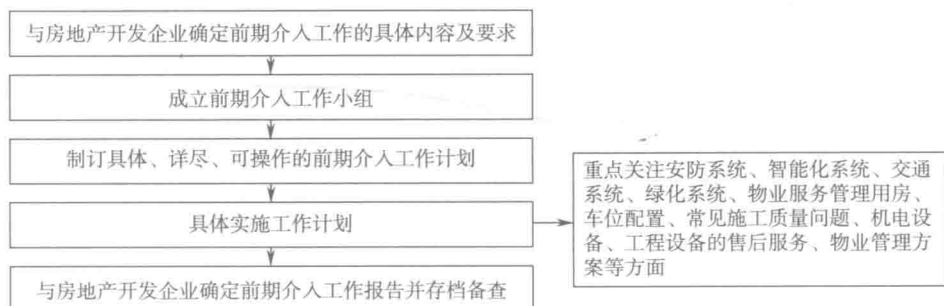 与房地产开发企业确定前期介入工作的具体内容及要求
成立前期介入工作小组
制订具体、详尽、可操作的前期介入工作计划
具体实施工作计划
重点关注安防系统、智能化系统、交通
系统、绿化系统、物业服务管理用房、
车位配置、常见施工质量问题、机电设
备、工程设备的售后服务、物业管理方
案等方面
与房地产开发企业确定前期介入工作报告并存档备查